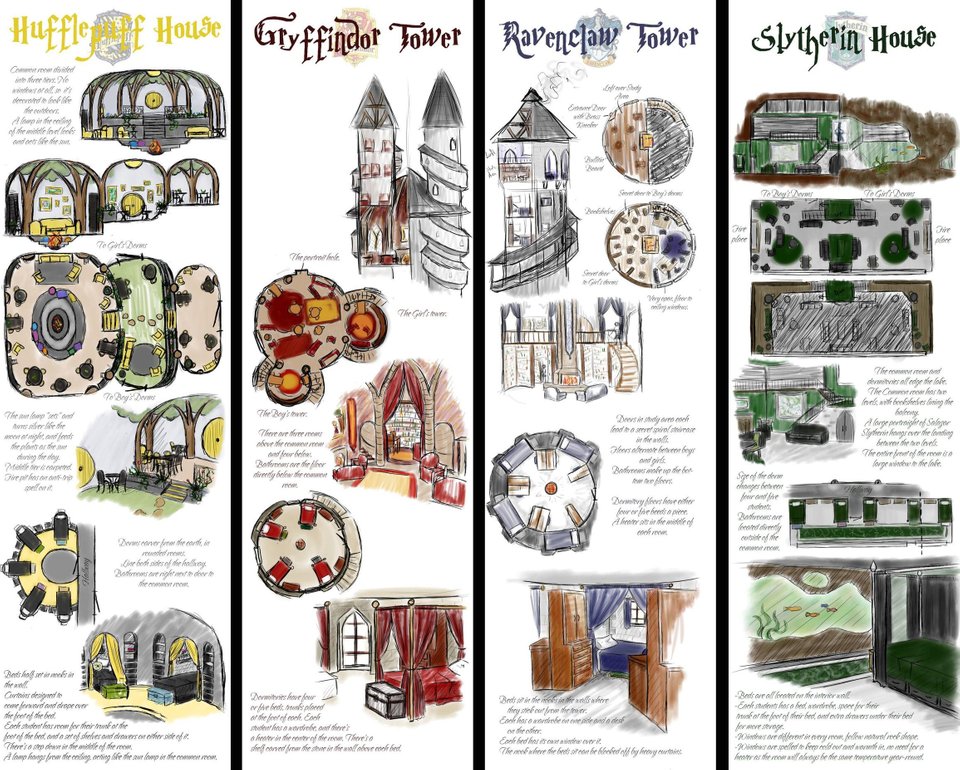 Hufflepuff House
Common room divided
into three tiers. No
windows at all, so it's
decorated to look like
the outdoors.
A lamp in the ceiling
of the middle level looks
and acts like the sun.
To Girl's Dorms
To Boy's Dorms
The sun lamp "sets" and
turns silver like the
moon at night, and feeds
the plants as the sun
during the day.
Middle tier is carpeted.
Fire pit has an anti-trip
spell on it.
Dorms carver from the earth, in
rounded rooms.
Line both sides of the hallway.
Bathrooms are right next to door to
the common room.
Hallway
Beds half set in nooks in
the wall.
Curtains designed to
come forward and drape over
the foot of the bed.
Each student has room for their trunk at the
foot of the bed, and a set of shelves and drawers on either side of it.
There's a step down in the middle of the room.
A lamp hangs from the ceiling, acting like the sun lamp in the common room.
Gryffindor Tower
The portrait hole.
The Girl's tower.
The Boy's tower.
There are three rooms
above the common room
and four below.
Bathrooms are the floor
directly below the common
room.
Dormitories have four
or five beds, trunks placed
at the foot of each. Each
student has a wardrobe, and there's
a heater in the center of the room. There's a
shelf carved from the stone in the wall above each bed.
Ravenclaw Tower
Left over Study
Area
Entrance Door
with Brass
Knocker
Bulletin
Board
Secret door to Boy's dorms
Bookshelves
Secret door
to Girl's dorms
Very open, floor to
ceiling windows.
Doors in study area each
lead to a secret spiral staircase
in the walls.
Floors alternate between boys
and girls.
Bathrooms make up the bot-
tom two floors.
Dormitory floors have either
four or five beds a piece.
A heater sits in the middle of
each room.
Beds sit in the nooks in the walls where
they stick out from the tower.
Each has a wardrobe on one side and a desk
on the other.
Each bed has its own window over it.
The nook where the beds sit can be blocked off by heavy curtains.
Slytherin House
To Boy's Dorms
To Girl's Dorms
Fire
place
Fire
place
The common room and
dormitories all edge the lake.
The Common room has two
levels, with bookshelves lining the
balcony.
A large portraight of Salazar
Slytherin hangs over the landing
between the two levels.
The entire front of the room is a
large window to the lake.
Size of the dorm
changes between
four and five
students.
Bathrooms are
located directly
outside of the
common room.
Hallway
-Beds are all located on the interior wall.
-Each student has a bed, wardrobe, space for their
trunk at the foot of their bed, and extra drawers under their bed
for more storage.
-Windows are different in every room, follow natural rock shape.
-Windows are spelled to keep cold out and warmth in, no need for a
heater as the room will always be the same temperature year-round.